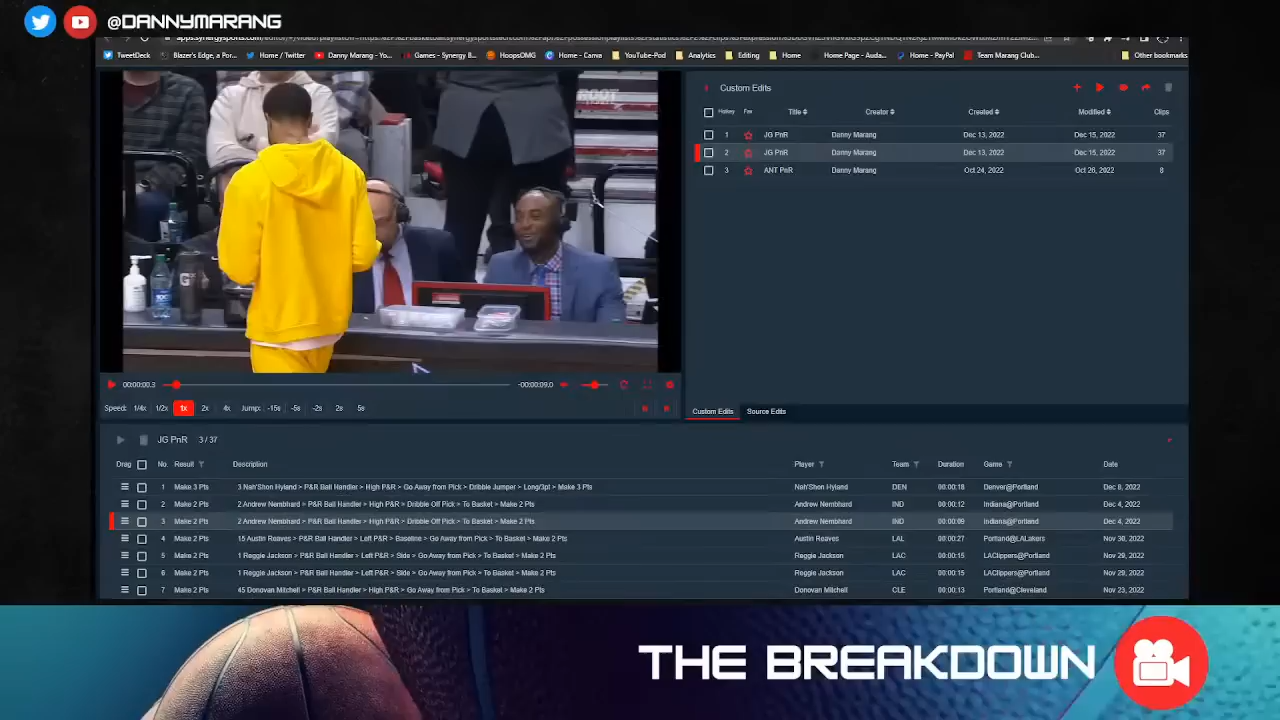 @DANNYMARANG
TweetDeck
Blazer's Edge, a Por...
Danny Marang - You...
Games - Synergy B...
HoopsOMG
Home - Canva
YouTube-Pod
Analytics
Editing
Home
Home Page - Auda...
Home - PayPal
Team Marang Club...
Other bookmarks
ROOT
Custom Edits
Hotkey Fav Title Creator Created Modified Clips
1 JG PnR Danny Marang Dec 13, 2022 Dec 15, 2022 37
2 JG PnR Danny Marang Dec 13, 2022 Dec 15, 2022 37
3 ANT PnR Danny Marang Oct 24, 2022 Oct 26, 2022 8
00:00:00.3 -00:00:09.0
Speed: 1/4x 1/2x 1x 2x 4x Jump: -15s -5s -2s 2s 5s
Custom Edits Source Edits
JG PnR 3 / 37
Drag No. Result Description Player Team Duration Game Date
1 Make 3 Pts 3 Nah'Shon Hyland > P&R Ball Handler > High P&R > Go Away from Pick > Dribble Jumper > Long/3pt > Make 3 Pts Nah'Shon Hyland DEN 00:00:18 Denver@Portland Dec 8, 2022
2 Make 2 Pts 2 Andrew Nembhard > P&R Ball Handler > High P&R > Dribble Off Pick > To Basket > Make 2 Pts Andrew Nembhard IND 00:00:12 Indiana@Portland Dec 4, 2022
3 Make 2 Pts 2 Andrew Nembhard > P&R Ball Handler > High P&R > Dribble Off Pick > To Basket > Make 2 Pts Andrew Nembhard IND 00:00:09 Indiana@Portland Dec 4, 2022
4 Make 2 Pts 15 Austin Reaves > P&R Ball Handler > Left P&R > Baseline > Go Away from Pick > To Basket > Make 2 Pts Austin Reaves LAL 00:00:27 Portland@LALakers Nov 30, 2022
5 Make 2 Pts 1 Reggie Jackson > P&R Ball Handler > Left P&R > Side > Go Away from Pick > To Basket > Make 2 Pts Reggie Jackson LAC 00:00:15 LAClippers@Portland Nov 29, 2022
6 Make 2 Pts 1 Reggie Jackson > P&R Ball Handler > Left P&R > Side > Go Away from Pick > To Basket > Make 2 Pts Reggie Jackson LAC 00:00:15 LAClippers@Portland Nov 29, 2022
7 Make 2 Pts 45 Donovan Mitchell > P&R Ball Handler > High P&R > Go Away from Pick > To Basket > Make 2 Pts Donovan Mitchell CLE 00:00:13 Portland@Cleveland Nov 23, 2022
THE BREAKDOWN